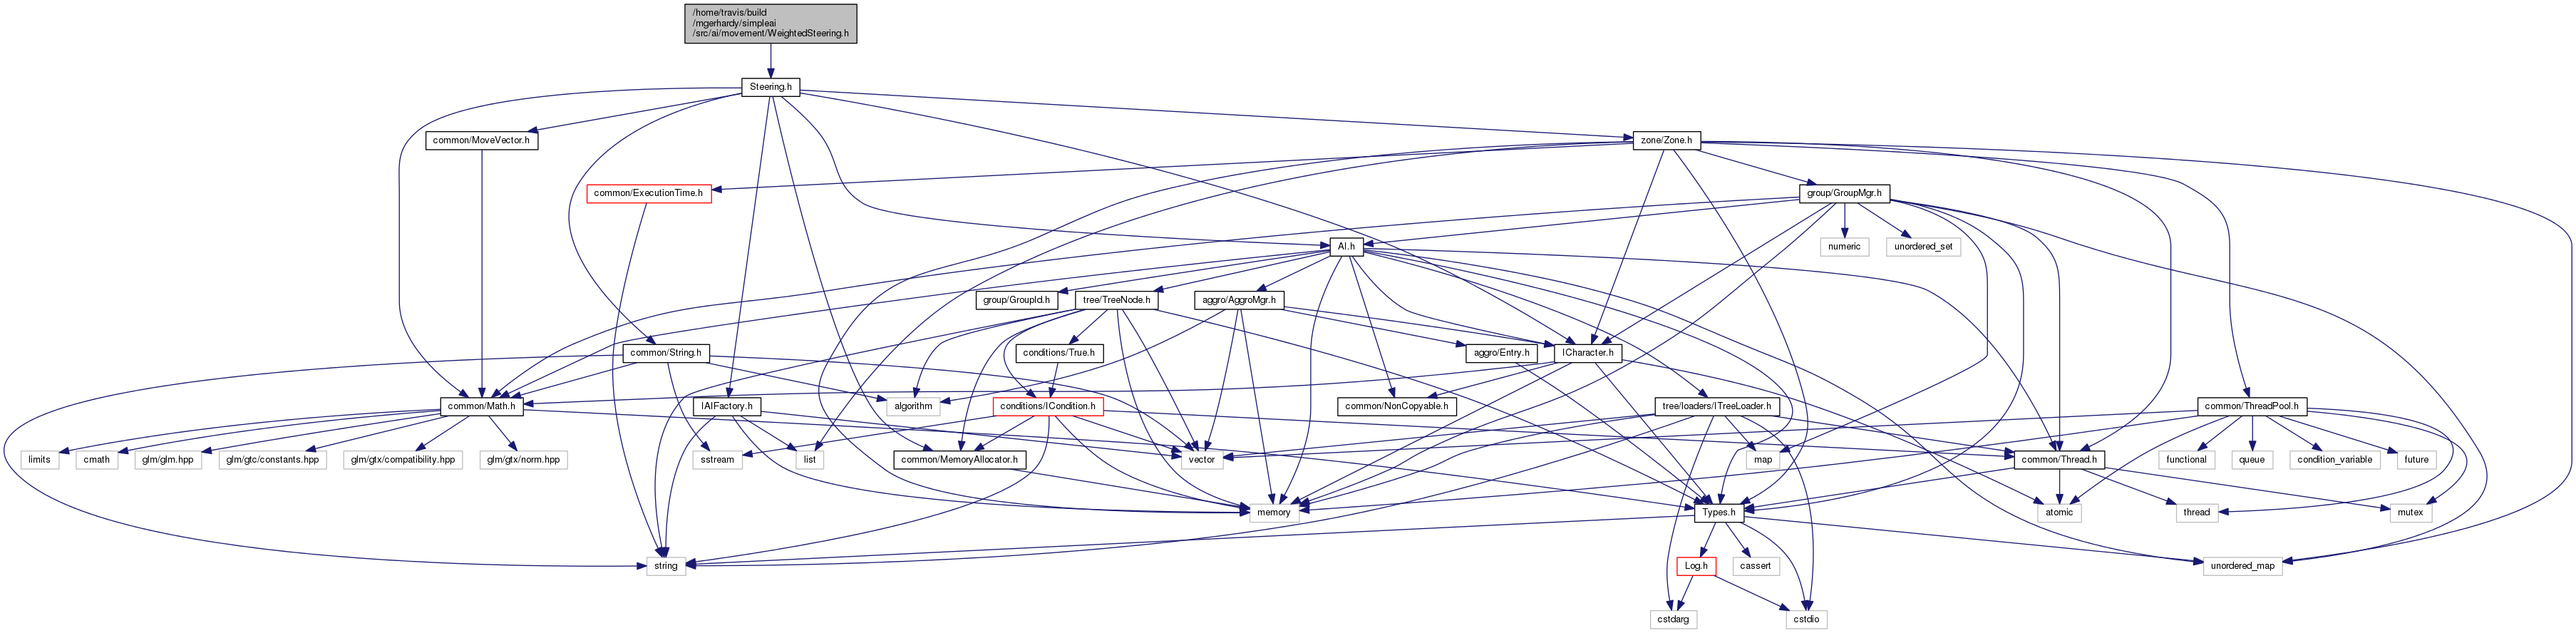 /home/travis/build
/mgerhardy/simpleai
/src/ai/movement/WeightedSteering.h
Steering.h
common/MoveVector.h
zone/Zone.h
common/ExecutionTime.h
group/GroupMgr.h
AI.h
numeric
unordered_set
group/GroupId.h
tree/TreeNode.h
aggro/AggroMgr.h
common/String.h
conditions/True.h
aggro/Entry.h
ICharacter.h
common/Math.h
IAIFactory.h
algorithm
conditions/ICondition.h
common/NonCopyable.h
tree/loaders/ITreeLoader.h
common/ThreadPool.h
limits
cmath
glm/glm.hpp
glm/gtc/constants.hpp
glm/gtx/compatibility.hpp
glm/gtx/norm.hpp
sstream
list
common/MemoryAllocator.h
vector
map
common/Thread.h
functional
queue
condition_variable
future
memory
Types.h
atomic
thread
mutex
string
Log.h
cassert
unordered_map
cstdarg
cstdio